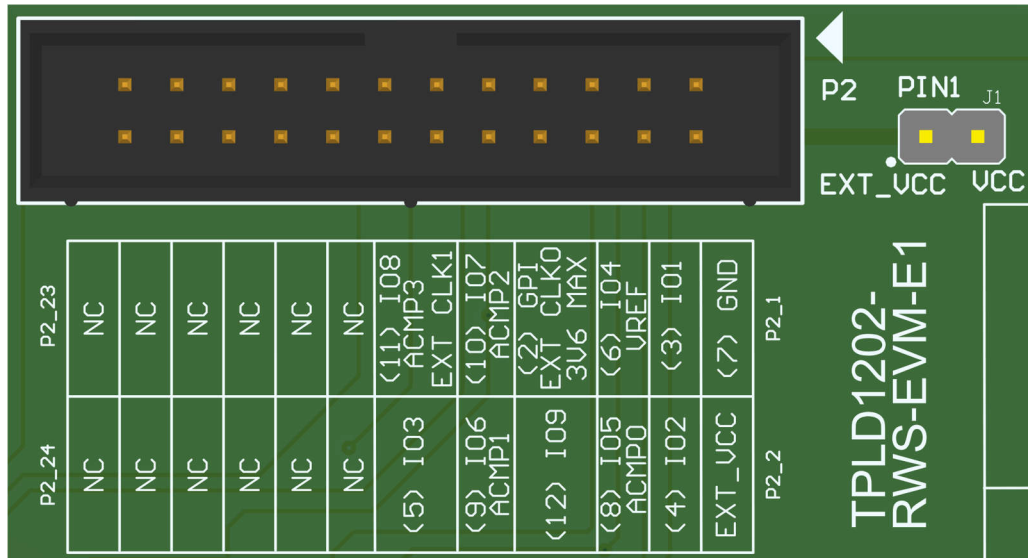 P2
PIN1
J1
EXT_VCC
VCC
P2_23
NC
NC
NC
NC
NC
NC
(11) IO8
ACMP3
EXT CLK1
(10) IO7
ACMP2
(2) GPI
EXT CLK0
3V6 MAX
(6) IO4
VREF
(3) IO1
(7) GND
P2_1
P2_24
NC
NC
NC
NC
NC
NC
(5) IO3
(9) IO6
ACMP1
(12) IO9
(8) IO5
ACMP0
(4) IO2
EXT_VCC
P2_2
TPLD1202-
RWS-EVM-E1